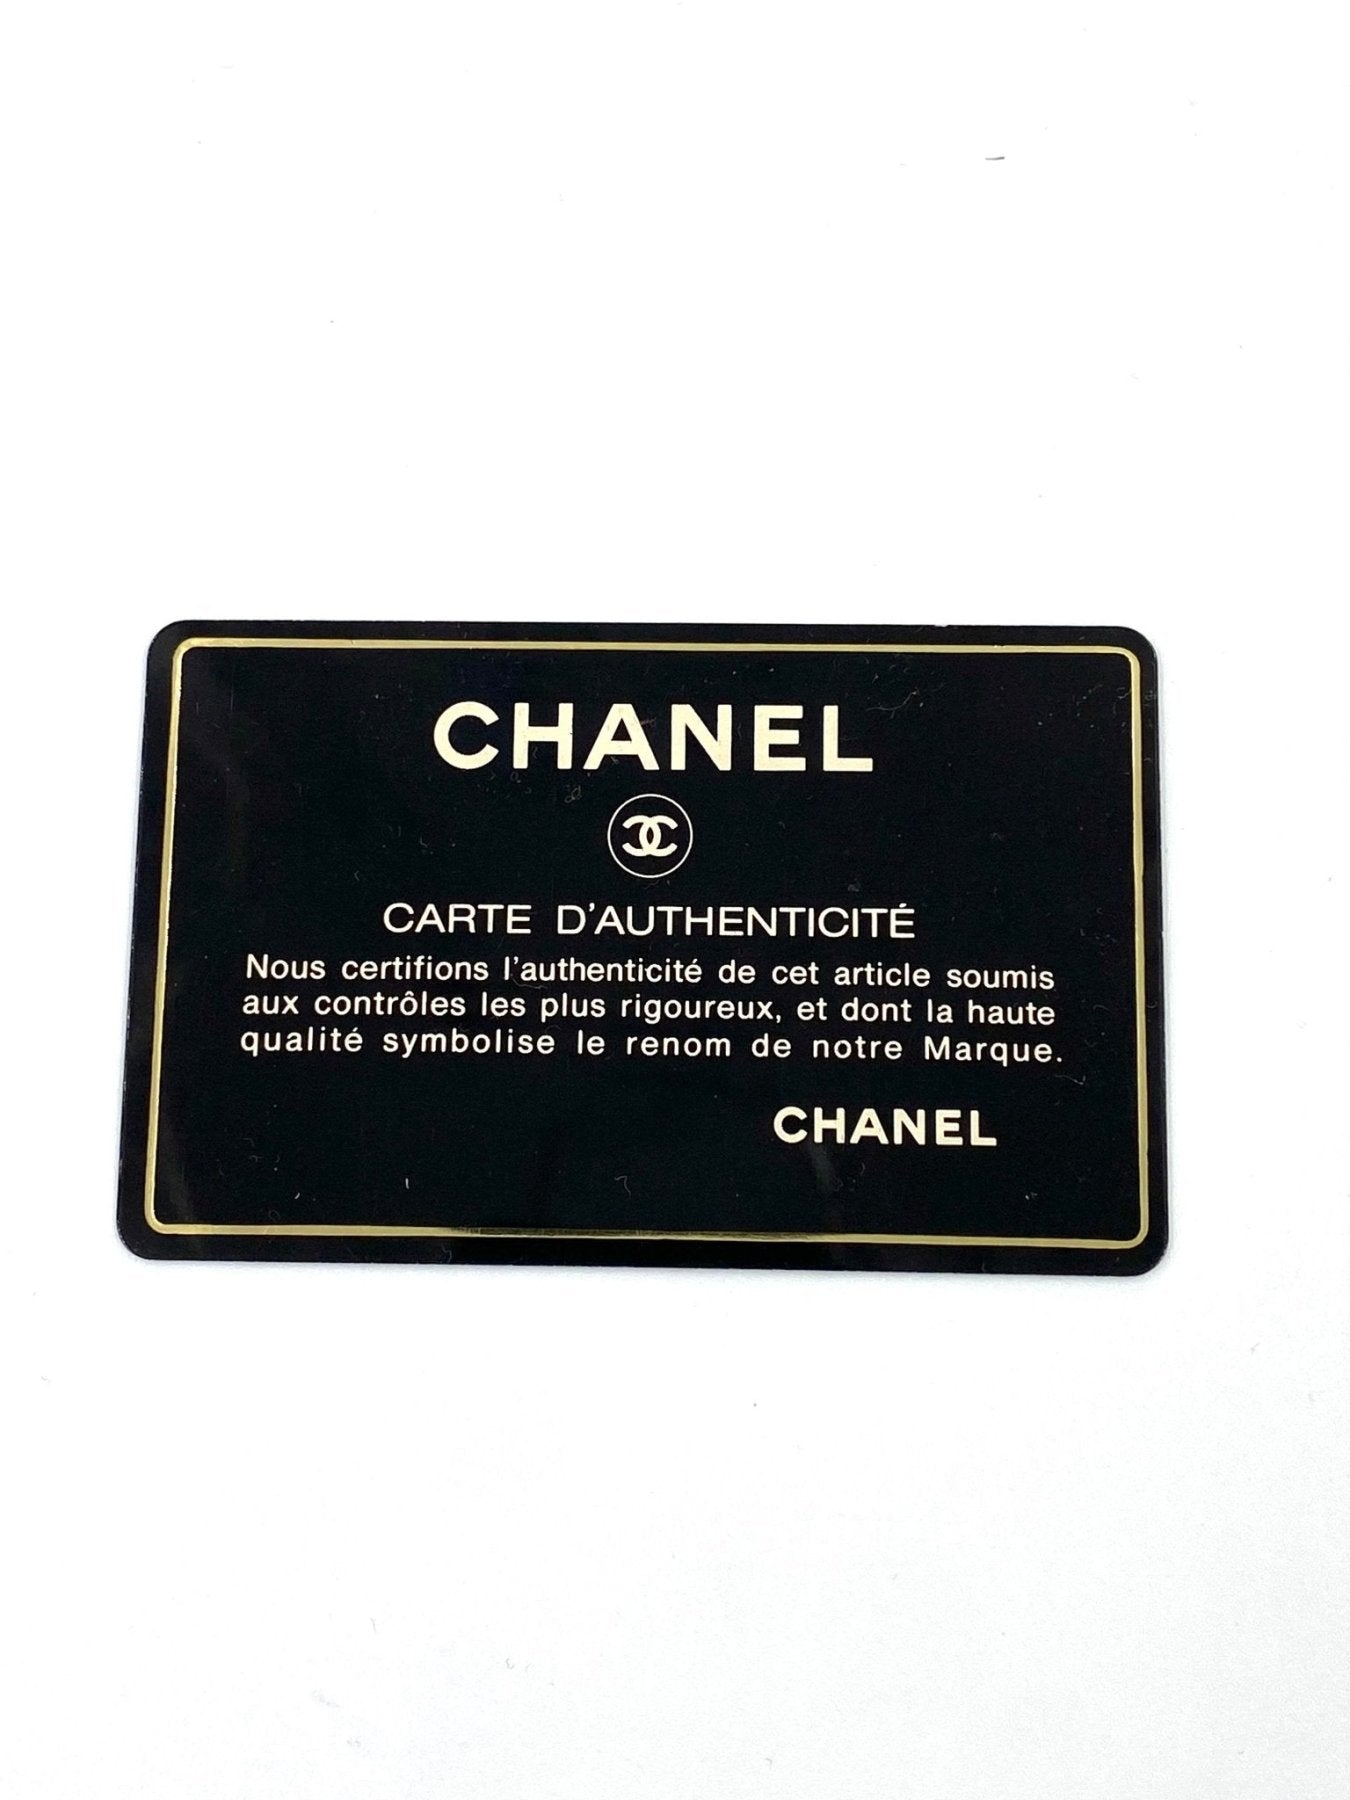 CHANEL
CARTE D'AUTHENTICITÉ
Nous certifions l'authenticité de cet article soumis
aux contrôles les plus rigoureux, et dont la haute
qualité symbolise le renom de notre Marque.
CHANEL